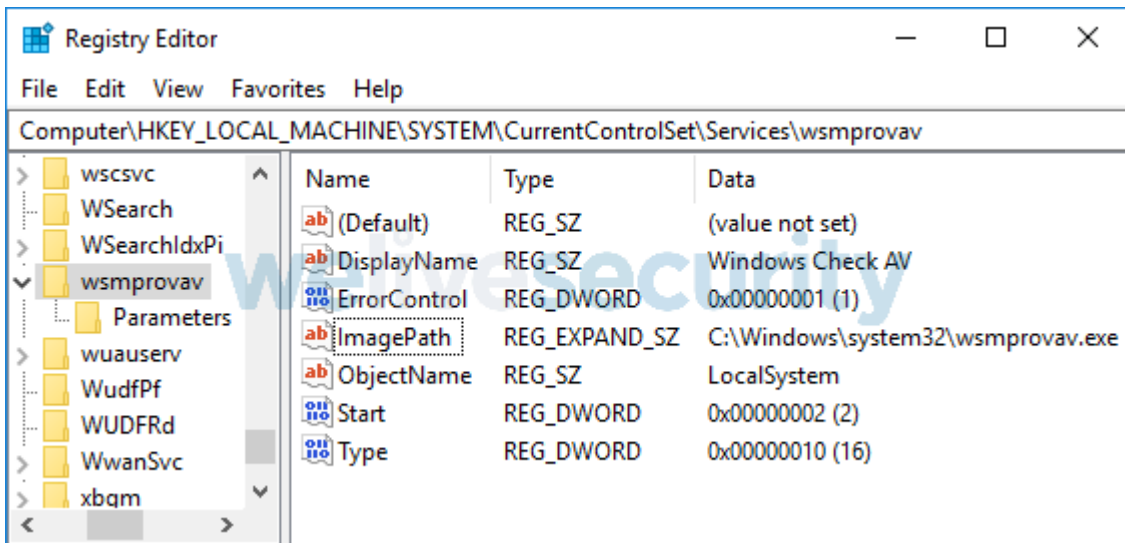 Registry Editor
File Edit View Favorites Help
Computer\HKEY_LOCAL_MACHINE\SYSTEM\CurrentControlSet\Services\wsmprovav
wscsvc
WSearch
WSearchIdxPi
wsmprovav
Parameters
wuauserv
WudfPf
WUDFRd
WwanSvc
xbgm
Name Type Data
(Default) REG_SZ (value not set)
DisplayName REG_SZ Windows Check AV
ErrorControl REG_DWORD 0x00000001 (1)
ImagePath REG_EXPAND_SZ C:\Windows\system32\wsmprovav.exe
ObjectName REG_SZ LocalSystem
Start REG_DWORD 0x00000002 (2)
Type REG_DWORD 0x00000010 (16)
welivesecurity